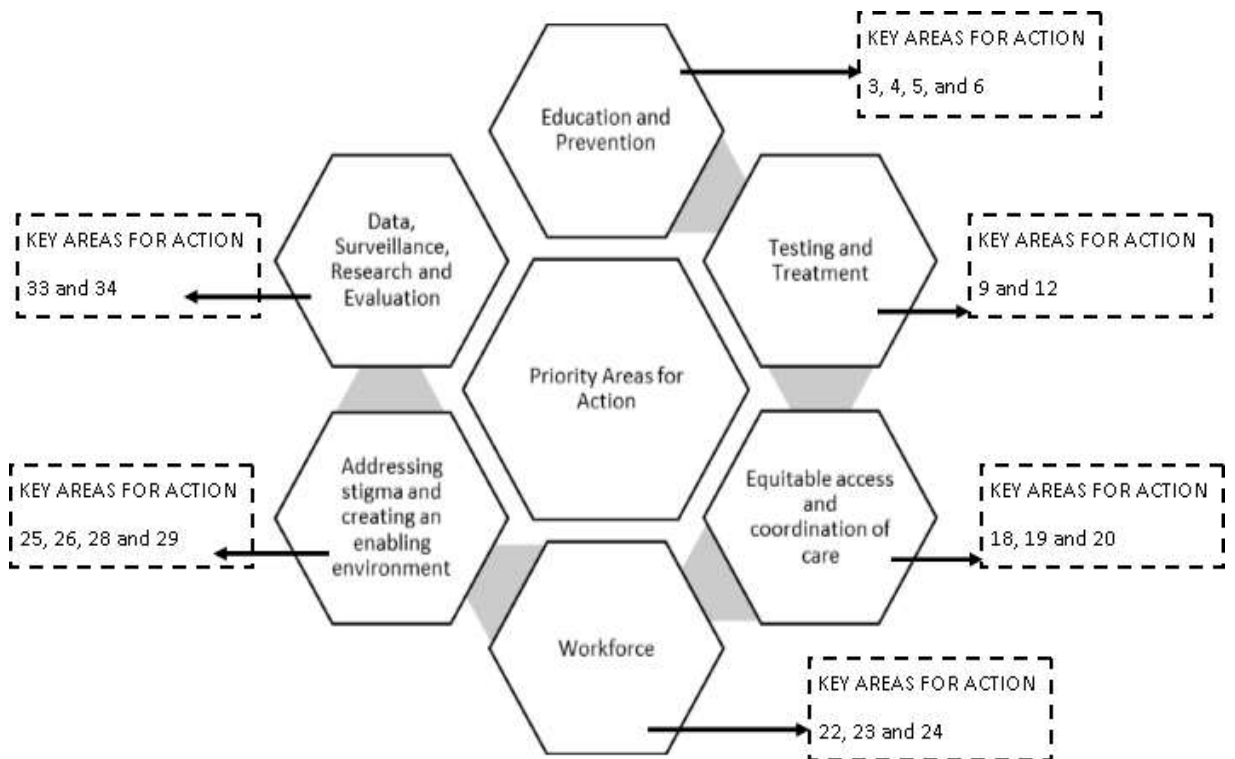 KEY AREAS FOR ACTION
3, 4, 5, and 6
Education and
Prevention
Data,
Surveillance,
Research and
Evaluation
KEY AREAS FOR ACTION
33 and 34
Testing and
Treatment
KEY AREAS FOR ACTION
9 and 12
Priority Areas for
Action
Addressing
stigma and
creating an
enabling
environment
KEY AREAS FOR ACTION
25, 26, 28 and 29
Equitable access
and
coordination of
care
KEY AREAS FOR ACTION
18, 19 and 20
Workforce
KEY AREAS FOR ACTION
22, 23 and 24